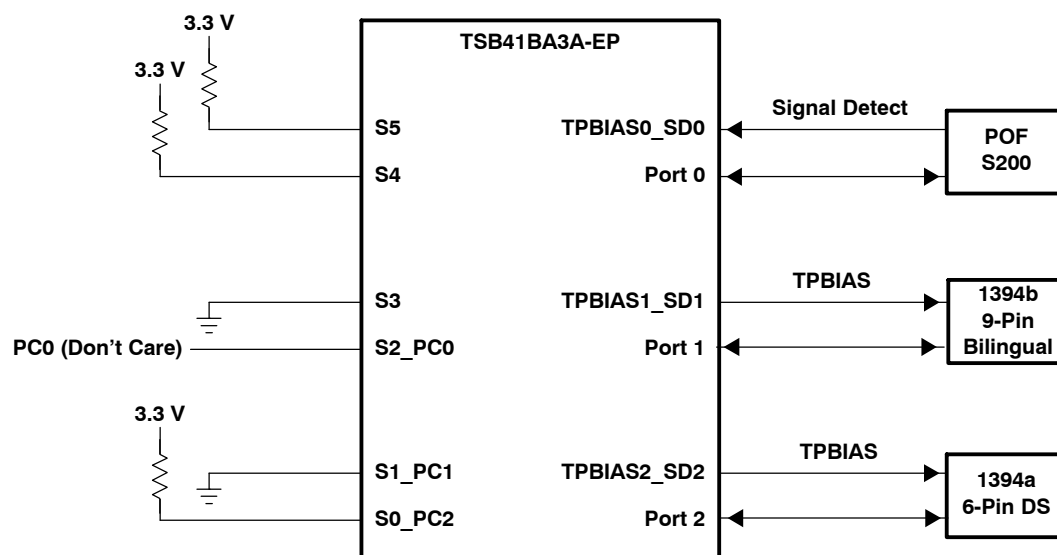 TSB41BA3A-EP
3.3 V
3.3 V
S5
S4
S3
PC0 (Don’t Care)
S2_PC0
3.3 V
S1_PC1
S0_PC2
TPBIAS0_SD0
Port 0
TPBIAS1_SD1
Port 1
TPBIAS2_SD2
Port 2
Signal Detect
POF
S200
TPBIAS
1394b
9-Pin
Bilingual
TPBIAS
1394a
6-Pin DS